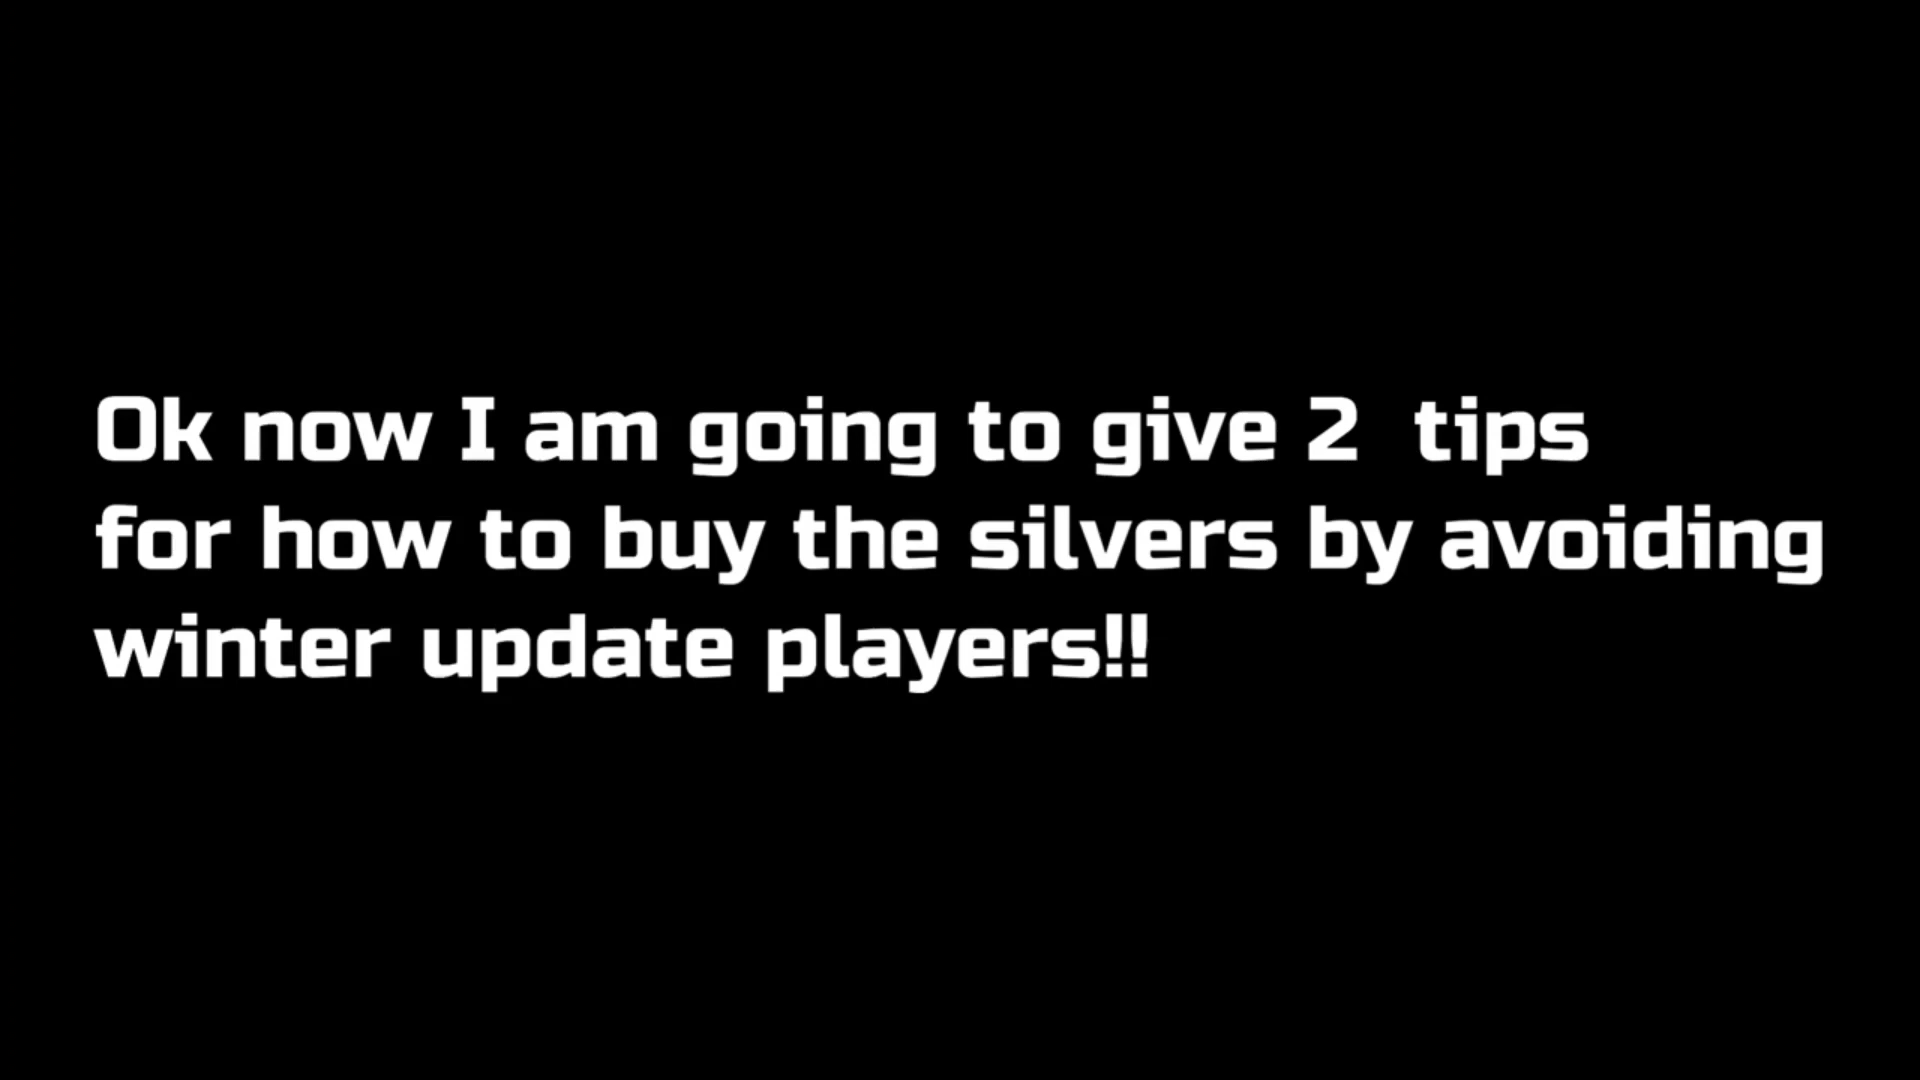 Ok now I am going to give 2  tips
for how to buy the silvers by avoiding
winter update players!!